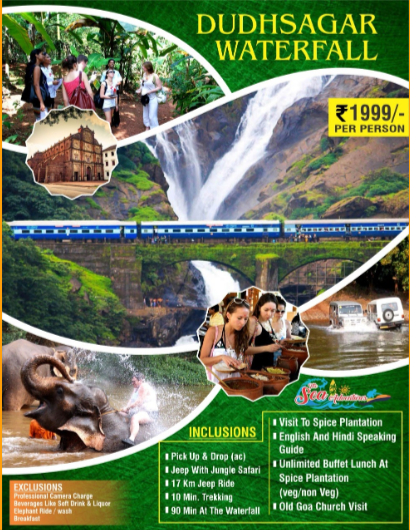 DUDHSAGAR
WATERFALL
₹1999/-
PER PERSON
Sea
INCLUSIONS
Pick Up & Drop (ac)
Jeep With Jungle Safari
17 Km Jeep Ride
10 Min. Trekking
90 Min At The Waterfall
Visit To Spice Plantation
English And Hindi Speaking
Guide
Unlimited Buffet Lunch At
Spice Plantation
(veg/non Veg)
Old Goa Church Visit
EXCLUSIONS
Professional Camera Charge
Beverages Like Soft Drink & Liquse
Elephant Ride / wash
Breakfast